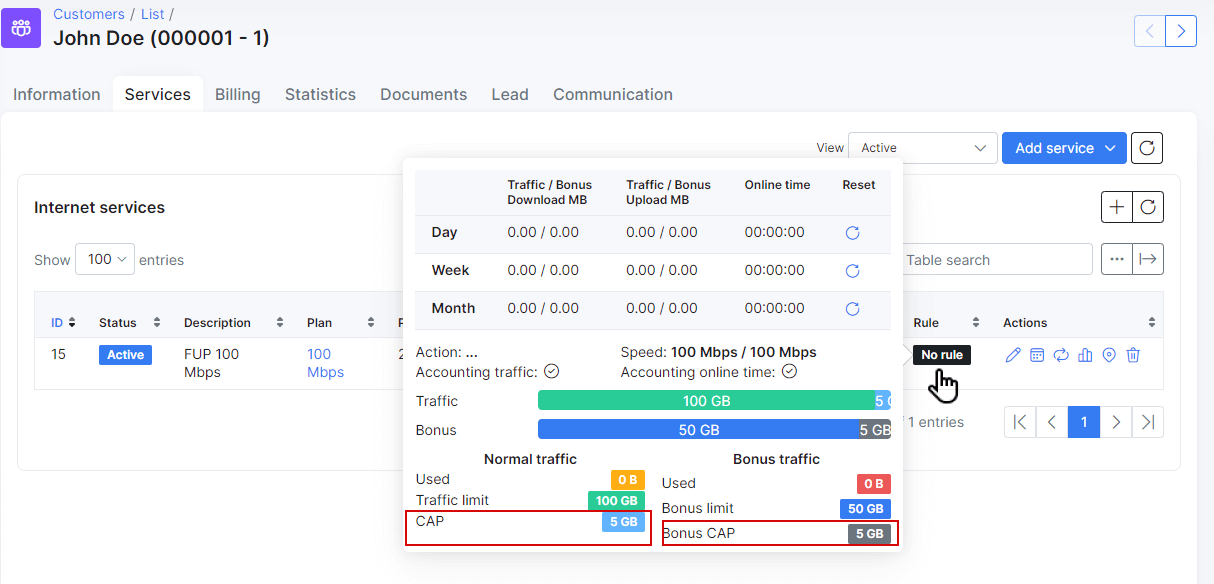 Customers / List /
John Doe (000001 - 1)
Information Services Billing Statistics Documents Lead Communication
View Active Add service
Internet services
Show 100 entries
Table search
ID Status Description Plan
Rule Actions
15 Active FUP 100 Mbps 100 Mbps
No rule
1 entries
1
Traffic / Bonus Download MB Traffic / Bonus Upload MB Online time Reset
Day 0.00 / 0.00 0.00 / 0.00 00:00:00
Week 0.00 / 0.00 0.00 / 0.00 00:00:00
Month 0.00 / 0.00 0.00 / 0.00 00:00:00
Action: ... Speed: 100 Mbps / 100 Mbps
Accounting traffic: Accounting online time:
Traffic 100 GB
Bonus 50 GB 5 GB
Normal traffic
Used 0 B
Traffic limit 100 GB
CAP 5 GB
Bonus traffic
Used 0 B
Bonus limit 50 GB
Bonus CAP 5 GB